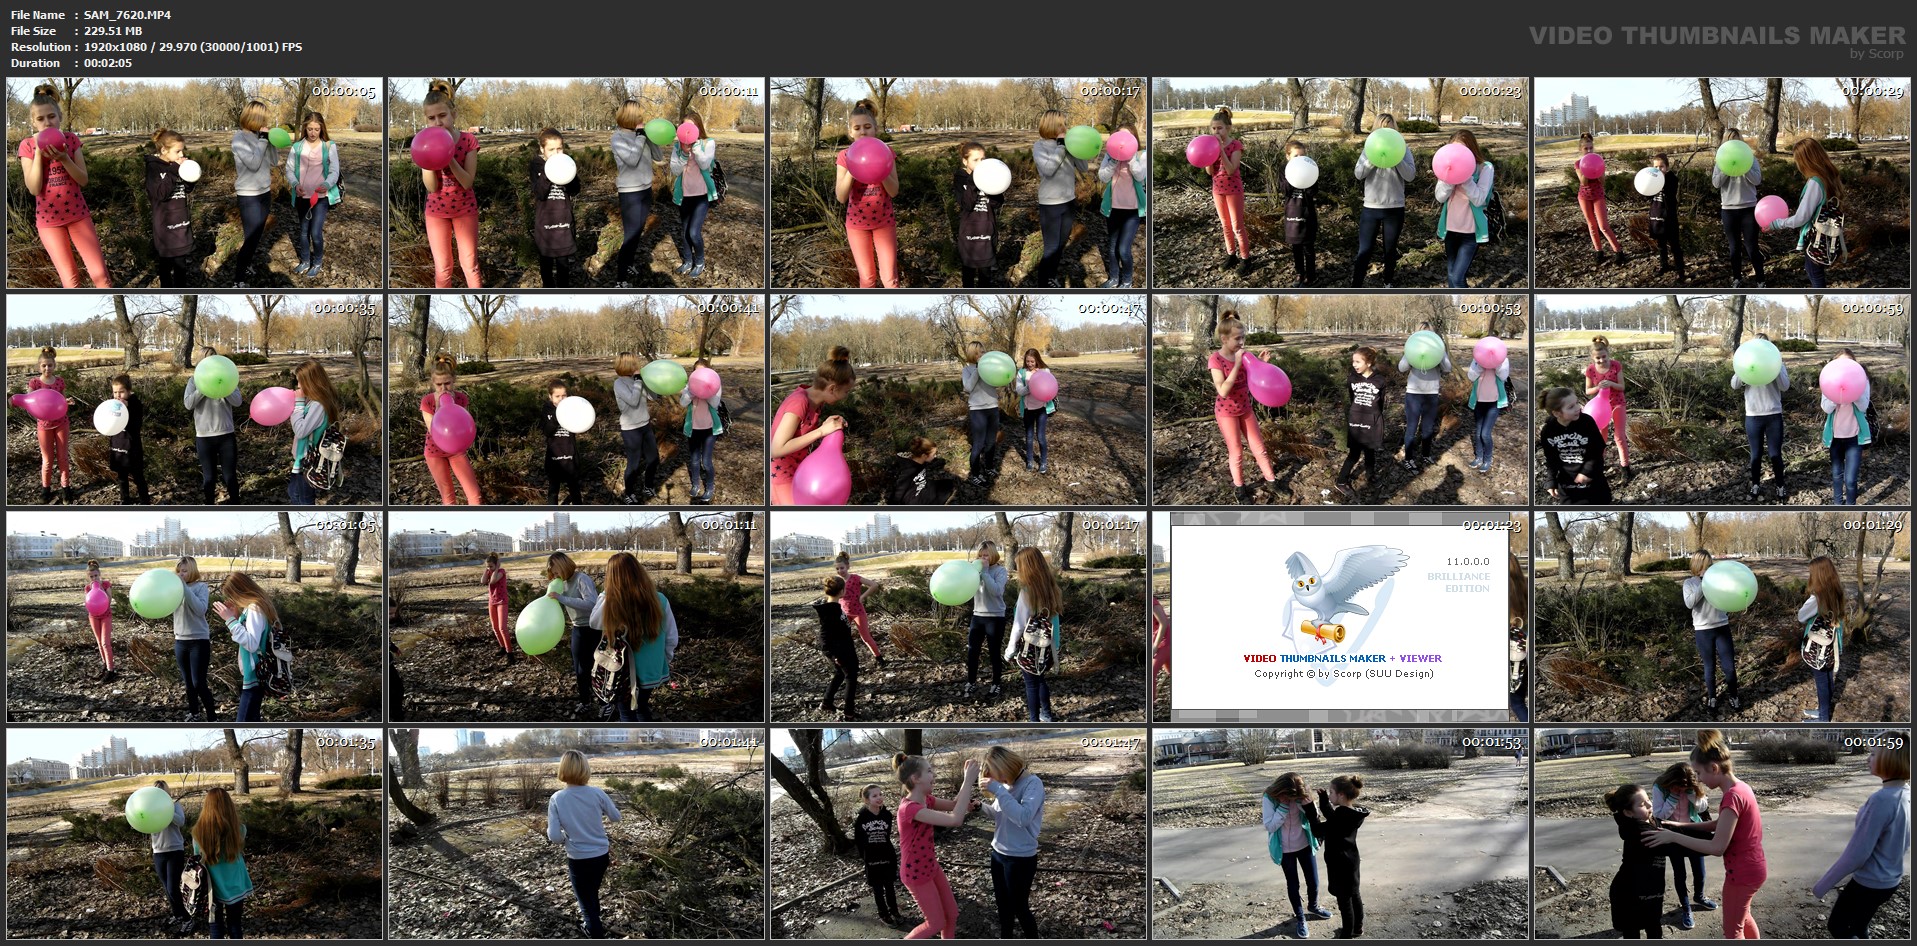 File Name : SAM_7620.MP4
File Size : 229.51 MB
Resolution : 1920x1080 / 29.970 (30000/1001) FPS
Duration : 00:02:05
VIDEO THUMBNAILS MAKER
by Scorp
00:00:05
00:00:11
00:00:17
00:00:23
00:00:29
00:00:35
00:00:41
00:00:47
00:00:53
00:00:59
00:01:05
00:01:11
00:01:17
00:01:23
11.0.0.0
BRILLIANCE
EDITION
VIDEO THUMBNAILS MAKER + VIEWER
Copyright © by Scorp (SUU Design)
00:01:29
00:01:35
00:01:41
00:01:47
00:01:53
00:01:59